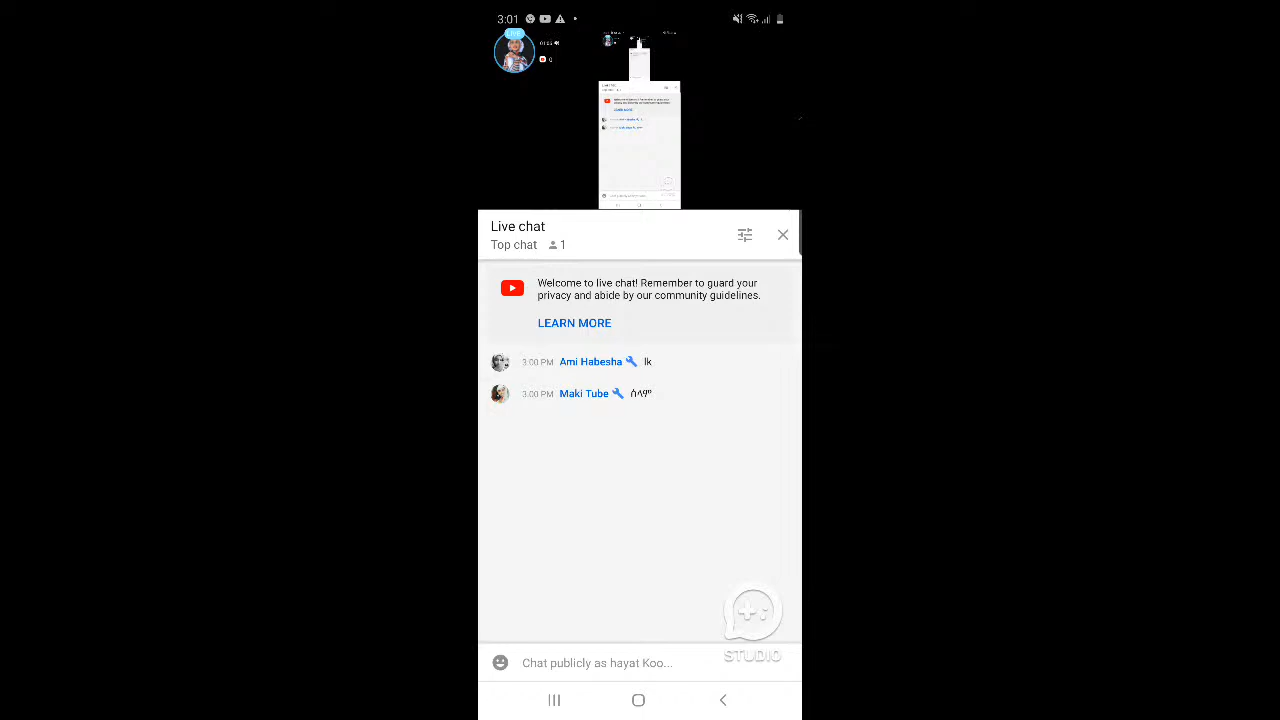 3:01
LIVE
0
Live chat
Top chat 1
Welcome to live chat! Remember to guard your
privacy and abide by our community guidelines.
LEARN MORE
3:00 PM Ami Habesha lk
3:00 PM Maki Tube ሰላም
STUDIO
Chat publicly as hayat Koo...